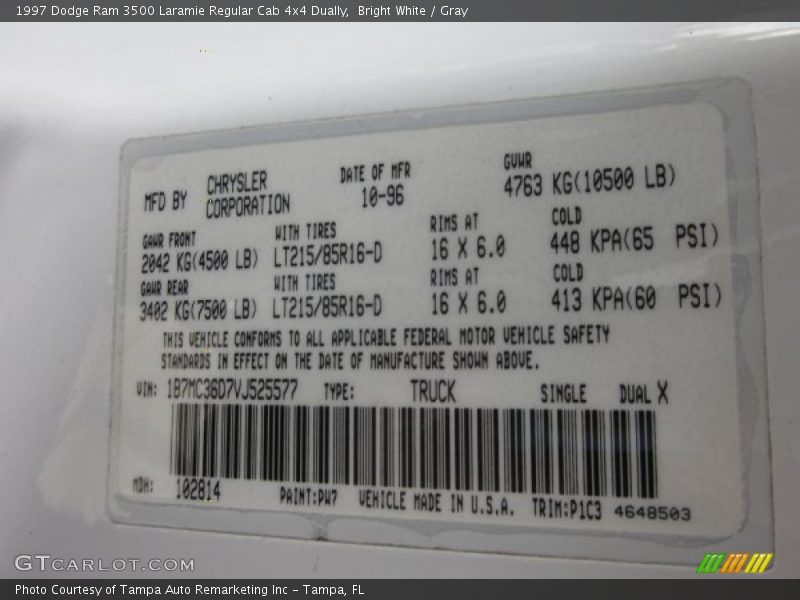 1997 Dodge Ram 3500 Laramie Regular Cab 4x4 Dually, Bright White / Gray
MFD BY CHRYSLER CORPORATION DATE OF MFR 10-96 GVWR 4763 KG(10500 LB)
GAWR FRONT WITH TIRES RIMS AT COLD
2042 KG(4500 LB) LT215/85R16-D 16 X 6.0 448 KPA(65 PSI)
GAWR REAR WITH TIRES RIMS AT COLD
3402 KG(7500 LB) LT215/85R16-D 16 X 6.0 413 KPA(60 PSI)
THIS VEHICLE CONFORMS TO ALL APPLICABLE FEDERAL MOTOR VEHICLE SAFETY
STANDARDS IN EFFECT ON THE DATE OF MANUFACTURE SHOWN ABOVE.
VIN: 1B7MC36D7VJ525577 TYPE: TRUCK SINGLE DUAL X
MDH: 102814 PAINT:PW7 VEHICLE MADE IN U.S.A. TRIM:P1C3 4648503
GTCARLOT.COM
Photo Courtesy of Tampa Auto Remarketing Inc - Tampa, FL